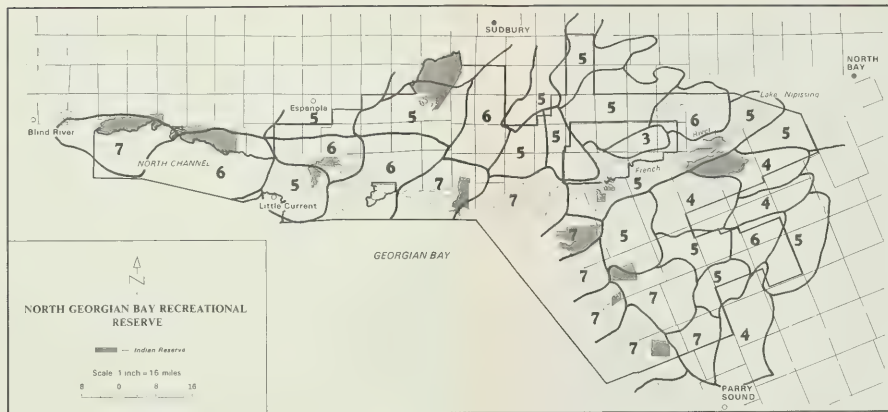 SUDBURY
NORTH BAY
Lake Nipissing
Espanola
Blind River
NORTH CHANNEL
Little Current
River
French
GEORGIAN BAY
PARRY SOUND
5
5
5
5
6
5
6
5
5
3
5
7
6
6
5
5
4
6
5
6
7
7
5
4
4
7
5
5
6
5
7
7
5
7
7
7
4
N
NORTH GEORGIAN BAY RECREATIONAL
RESERVE
— Indian Reserve
Scale 1 inch = 16 miles
8 0 8 16